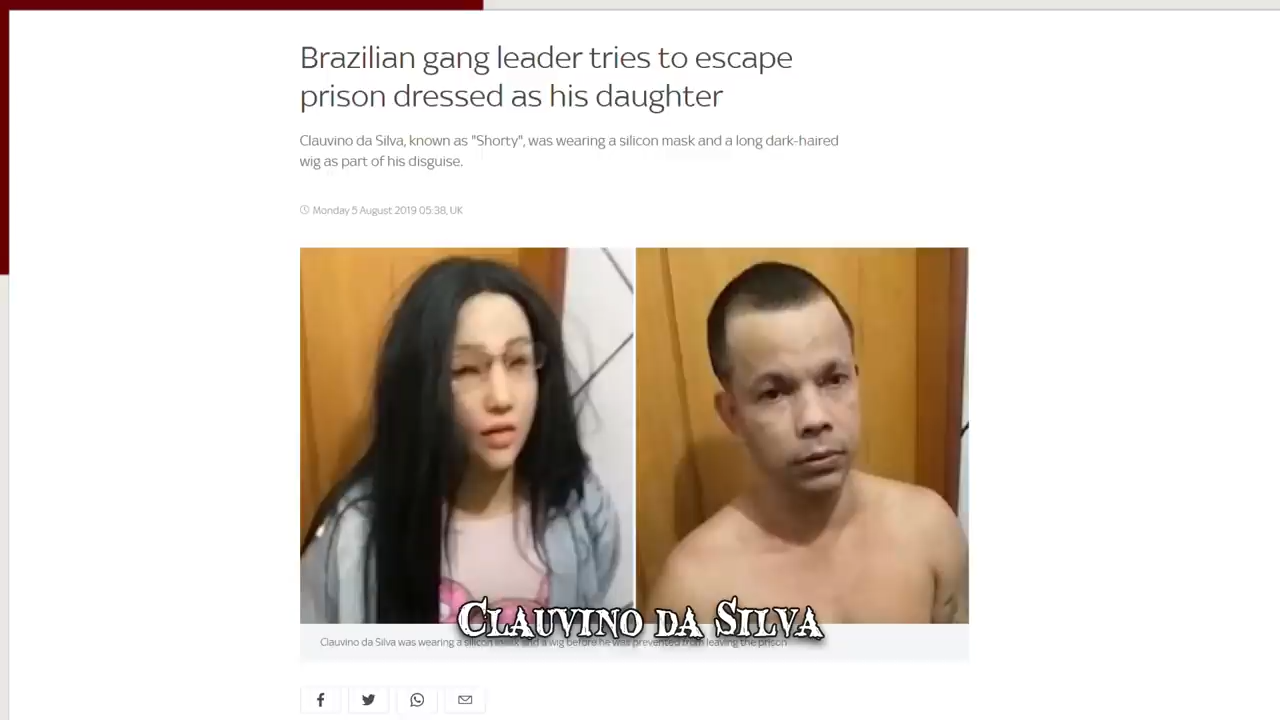 Brazilian gang leader tries to escape
prison dressed as his daughter
Clauvino da Silva, known as "Shorty", was wearing a silicon mask and a long dark-haired
wig as part of his disguise.
Monday 5 August 2019 05:38, UK
Clauvino da Silva
Clauvino da Silva was wearing a silicon mask and a wig before he was prevented from leaving the prison